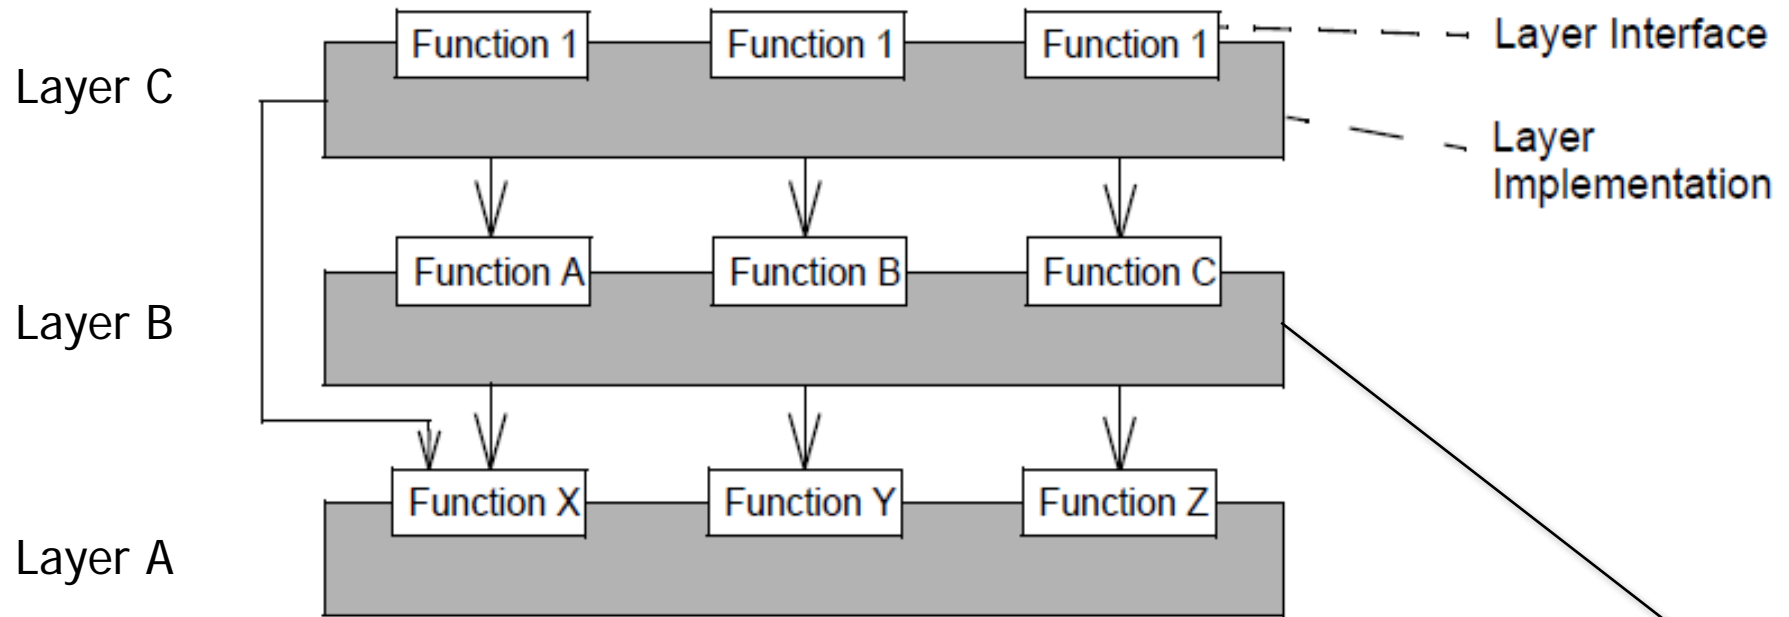 Function 1
Function 1
Function 1
Layer Interface
Layer C
Layer
Implementation
Function A
Function B
Function C
Layer B
Function X
Function Y
Function Z
Layer A